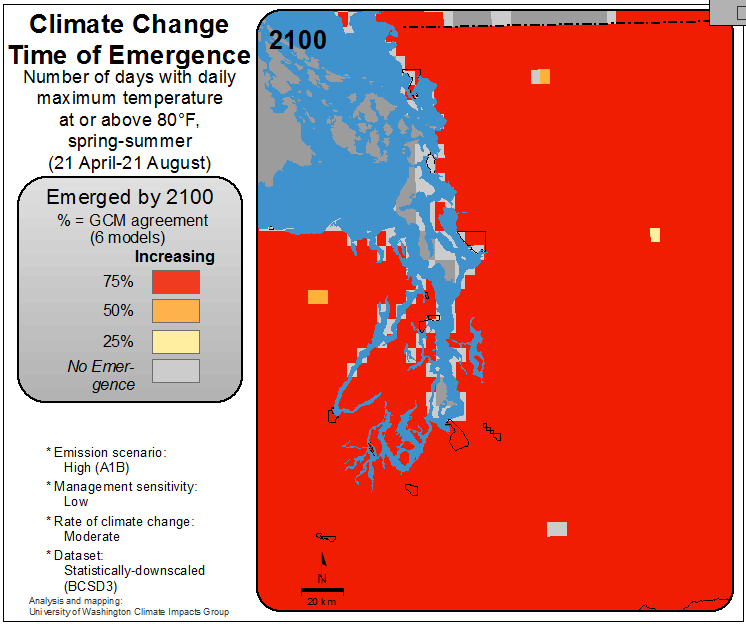 Climate Change
Time of Emergence
Number of days with daily
maximum temperature
at or above 80°F,
spring-summer
(21 April-21 August)
Emerged by 2100
% = GCM agreement
(6 models)
Increasing
75%
50%
25%
No Emer-
gence
* Emission scenario:
High (A1B)
* Management sensitivity:
Low
* Rate of climate change:
Moderate
* Dataset:
Statistically-downscaled
(BCSD3)
Analysis and mapping:
University of Washington Climate Impacts Group
2100
N
20 km